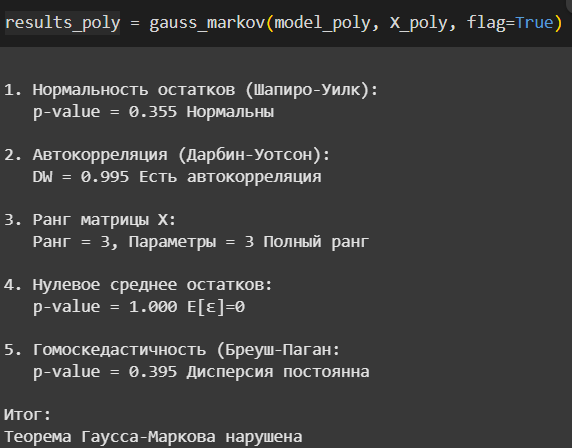 results_poly = gauss_markov(model_poly, X_poly, flag=True)
1. Нормальность остатков (Шапиро-Уилк):
p-value = 0.355 Нормальны
2. Автокорреляция (Дарбин-Уотсон):
DW = 0.995 Есть автокорреляция
3. Ранг матрицы X:
Ранг = 3, Параметры = 3 Полный ранг
4. Нулевое среднее остатков:
p-value = 1.000 E[ε]=0
5. Гомоскедастичность (Бреуш-Паган:
p-value = 0.395 Дисперсия постоянна
Итог:
Теорема Гаусса-Маркова нарушена